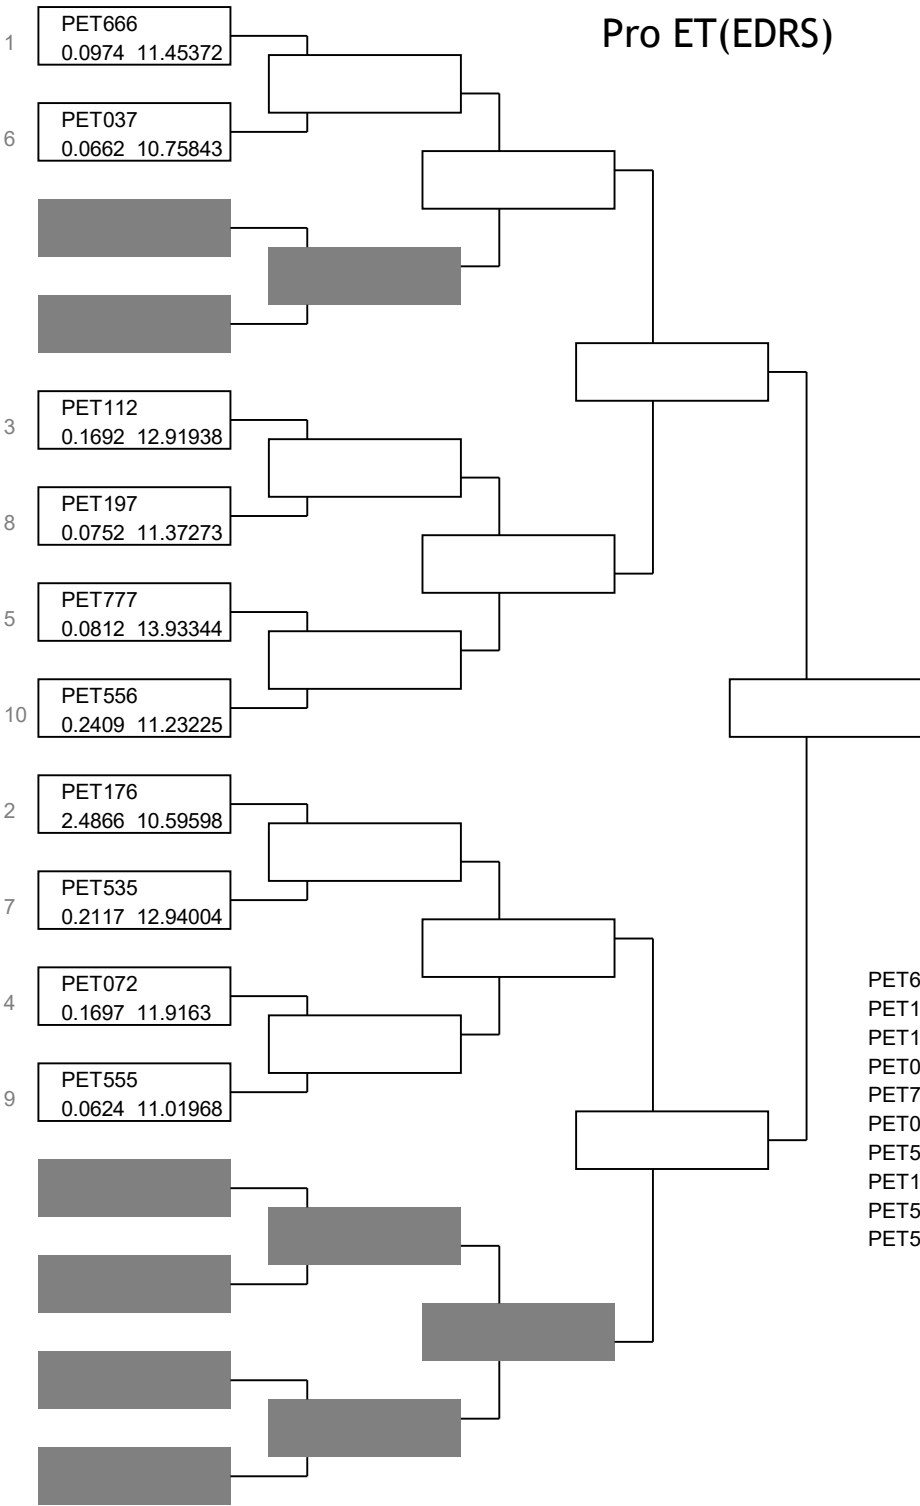 Pro ET(EDRS)
1
PET666
0.0974 11.45372
6
PET037
0.0662 10.75843
3
PET112
0.1692 12.91938
8
PET197
0.0752 11.37273
5
PET777
0.0812 13.93344
10
PET556
0.2409 11.23225
2
PET176
2.4866 10.59598
7
PET535
0.2117 12.94004
4
PET072
0.1697 11.9163
9
PET555
0.0624 11.01968
PET6
PET1
PET1
PET0
PET7
PET0
PET5
PET1
PET5
PET5